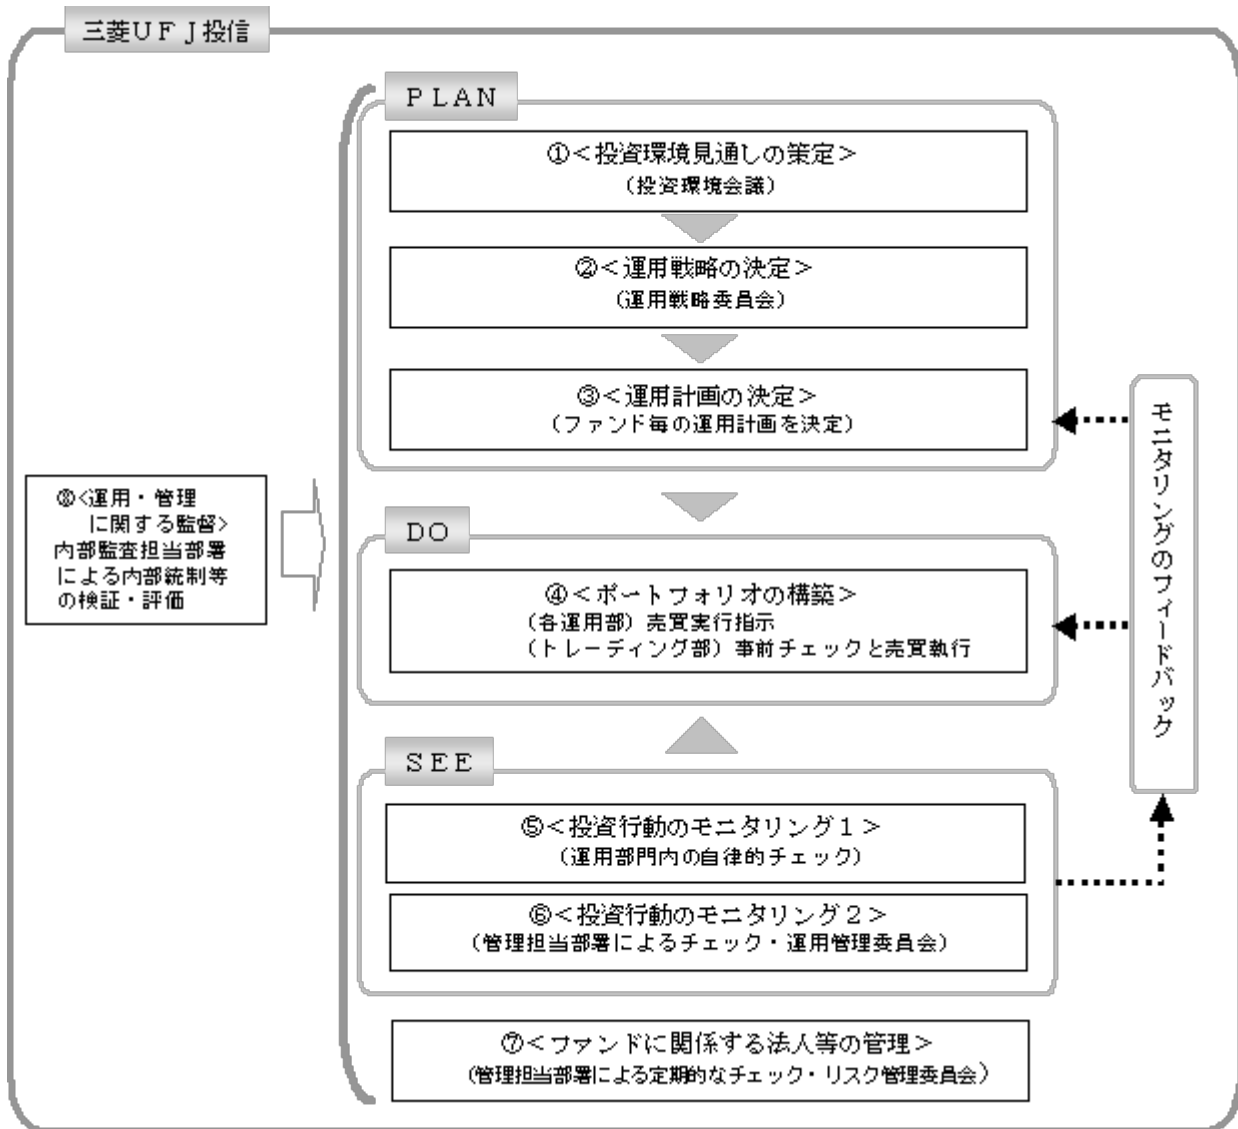 三菱ＵＦＪ投信
ＰＬＡＮ
①＜投資環境見通しの策定＞
（投資環境会議）
②＜運用戦略の決定＞
（運用戦略委員会）
③＜運用計画の決定＞
（ファンド毎の運用計画を決定）
⑧＜運用・管理
に関する監督＞
内部監査担当部署
による内部統制等
の検証・評価
ＤＯ
④＜ポートフォリオの構築＞
（各運用部）売買実行指示
（トレーディング部）事前チェックと売買執行
モニタリングのフィードバック
ＳＥＥ
⑤＜投資行動のモニタリング１＞
（運用部門内の自律的チェック）
⑥＜投資行動のモニタリング２＞
（管理担当部署によるチェック・運用管理委員会）
⑦＜ファンドに関係する法人等の管理＞
（管理担当部署による定期的なチェック・リスク管理委員会）